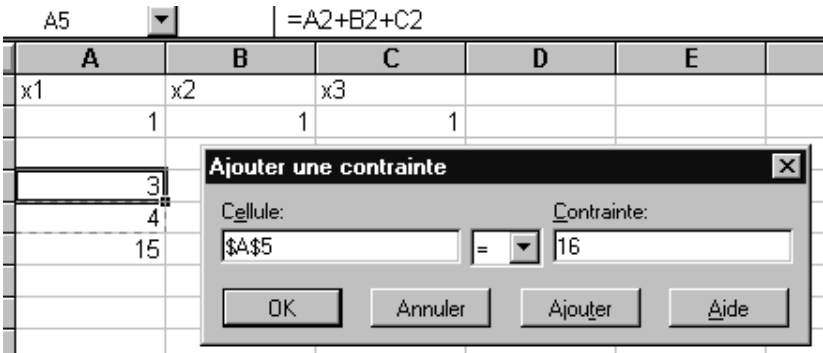 A5 =A2+B2+C2
A B C D E
x1 x2 x3
1 1 1
3
4
15
Ajouter une contrainte
Cellule: Contrainte:
$A$5 = 16
OK Annuler Ajouter Aide